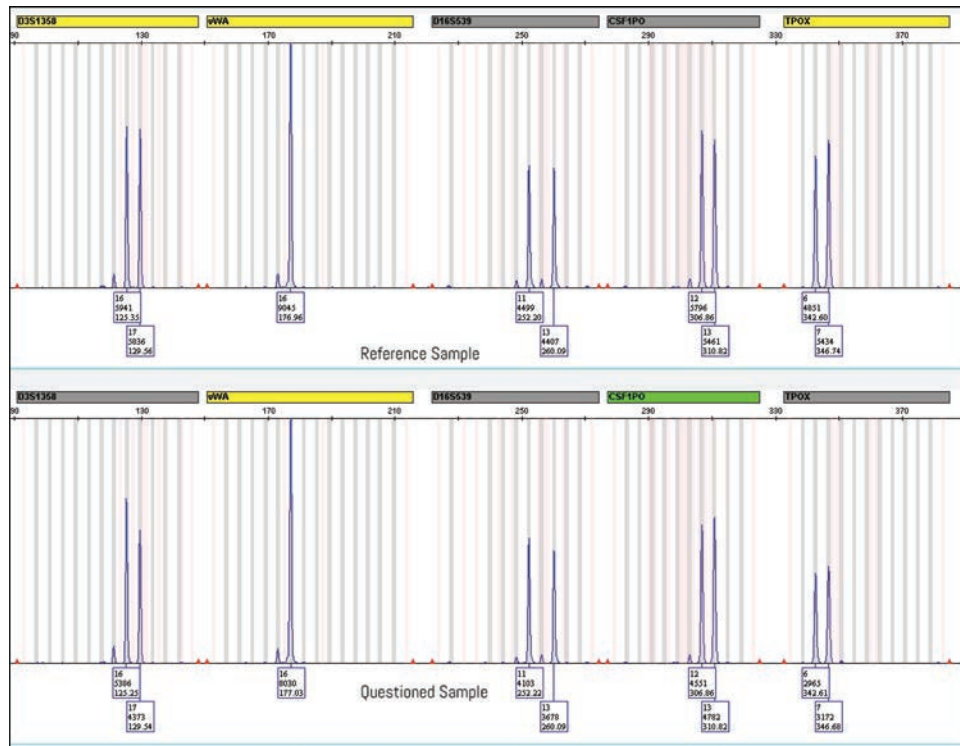 D3S1358 vWA D16S539 CSF1PO TPOX
90 130 170 210 250 290 330 370
16 16 11 12 6
5941 9045 4499 5796 4851
125.35 176.96 252.20 306.86 342.60
17 13 13 7
5836 4407 5461 5434
129.56 260.09 310.82 346.74
Reference Sample
D3S1358 vWA D16S539 CSF1PO TPOX
90 130 170 210 250 290 330 370
16 16 11 12 6
5386 8030 4103 4551 2965
125.25 177.03 252.22 306.86 342.61
17 13 13 7
4373 3678 4782 3172
129.54 260.09 310.82 346.68
Questioned Sample